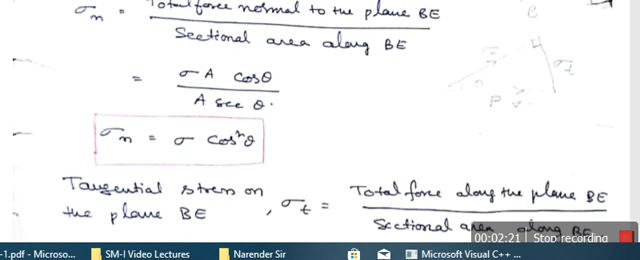 σn = Total force normal to the plane BE
Sectional area along BE
B
= σ A cosθ
A sec θ.
σt
P
σn = σ cos²θ
Tangential stress on
the plane BE , σt = Total force along the plane BE
Sectional area along BE
00:02:21 Stop recording
-1.pdf - Microso... SM-I Video Lectures Narender Sir Microsoft Visual C++ ...